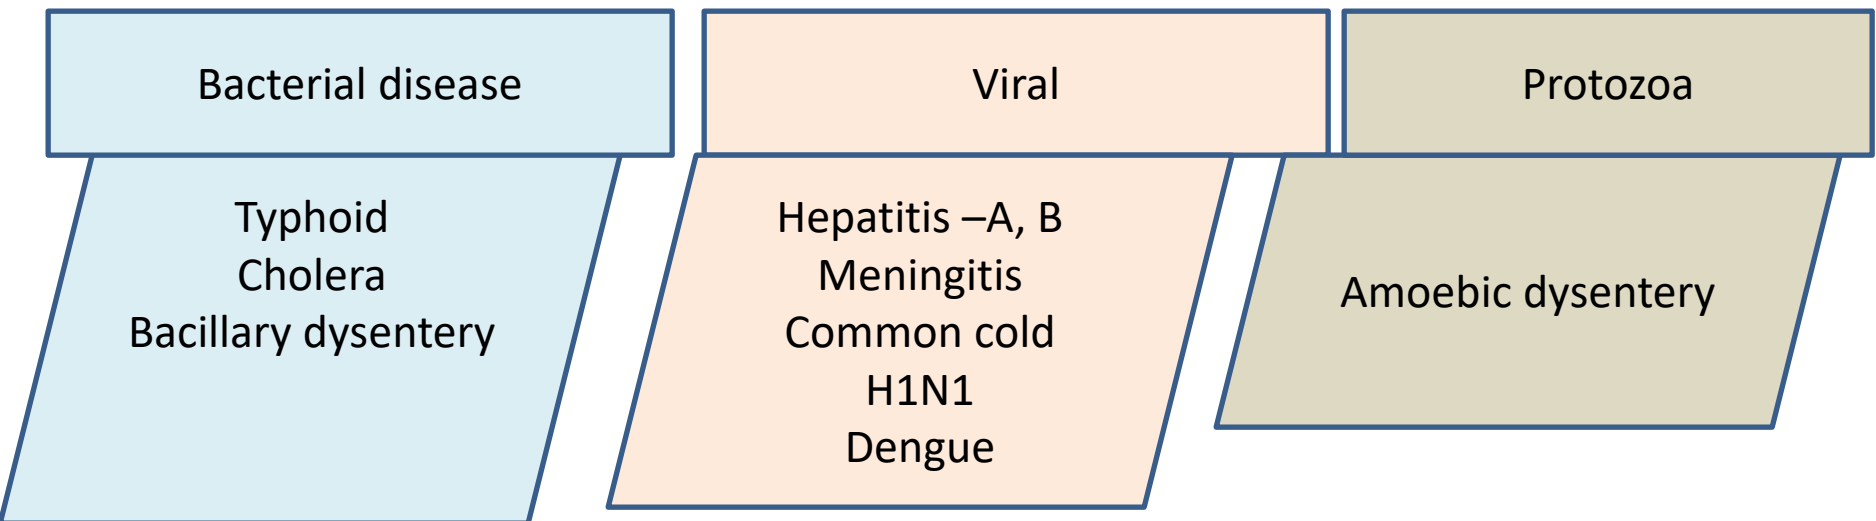 Bacterial disease
Viral
Protozoa
Typhoid
Cholera
Bacillary dysentery
Hepatitis –A, B
Meningitis
Common cold
H1N1
Dengue
Amoebic dysentery